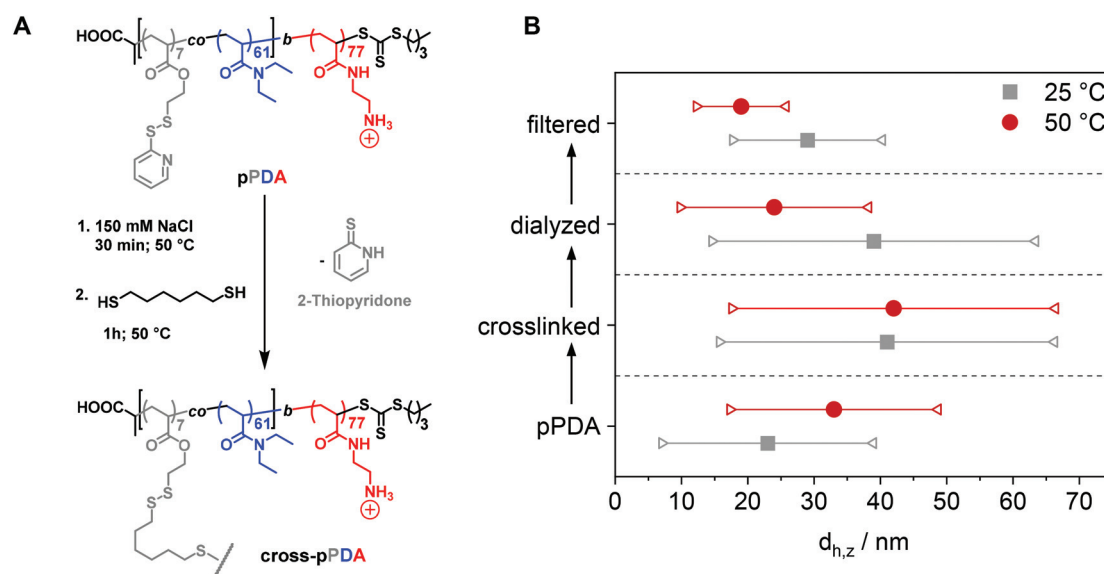 A
HOOC
co
b
S
S
S
7
61
77
3
O
O
O
N
O
NH
S
S
N
NH3
+
pPDA
1. 150 mM NaCl
30 min; 50 °C
2. HS
SH
1h; 50 °C
-
S
NH
2-Thiopyridone
HOOC
co
b
S
S
S
7
61
77
3
O
O
O
N
O
NH
S
S
NH3
+
S
cross-pPDA
B
25 °C
50 °C
filtered
dialyzed
crosslinked
pPDA
0 10 20 30 40 50 60 70
dh,z / nm